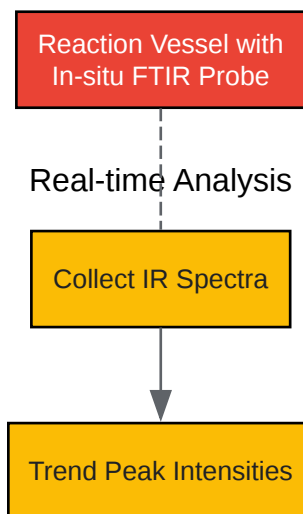 Reaction Vessel with
In-situ FTIR Probe
Real-time Analysis
Collect IR Spectra
Trend Peak Intensities